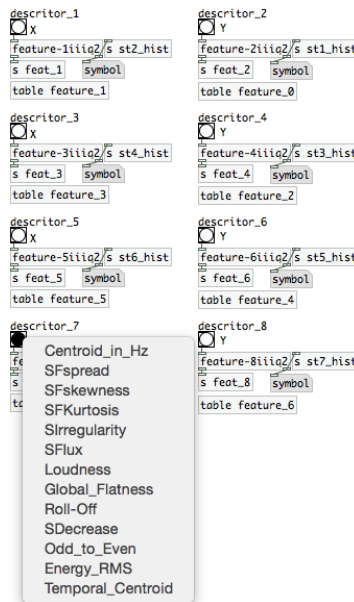 descritor_1
X
feature-1iiiq2/s st2_hist
s feat_1 symbol
table feature_1
descritor_2
Y
feature-2iiiq2/s st1_hist
s feat_2 symbol
table feature_0
descritor_3
X
feature-3iiiq2/s st4_hist
s feat_3 symbol
table feature_3
descritor_4
Y
feature-4iiiq2/s st3_hist
s feat_4 symbol
table feature_2
descritor_5
X
feature-5iiiq2/s st6_hist
s feat_5 symbol
table feature_5
descritor_6
Y
feature-6iiiq2/s st5_hist
s feat_6 symbol
table feature_4
descritor_7
descritor_8
Y
feature-8iiiq2/s st7_hist
s feat_8 symbol
table feature_6
Centroid_in_Hz
SFspread
SFskewness
SFKurtosis
SIrregularity
SFlux
Loudness
Global_Flatness
Roll-Off
SDecrease
Odd_to_Even
Energy_RMS
Temporal_Centroid